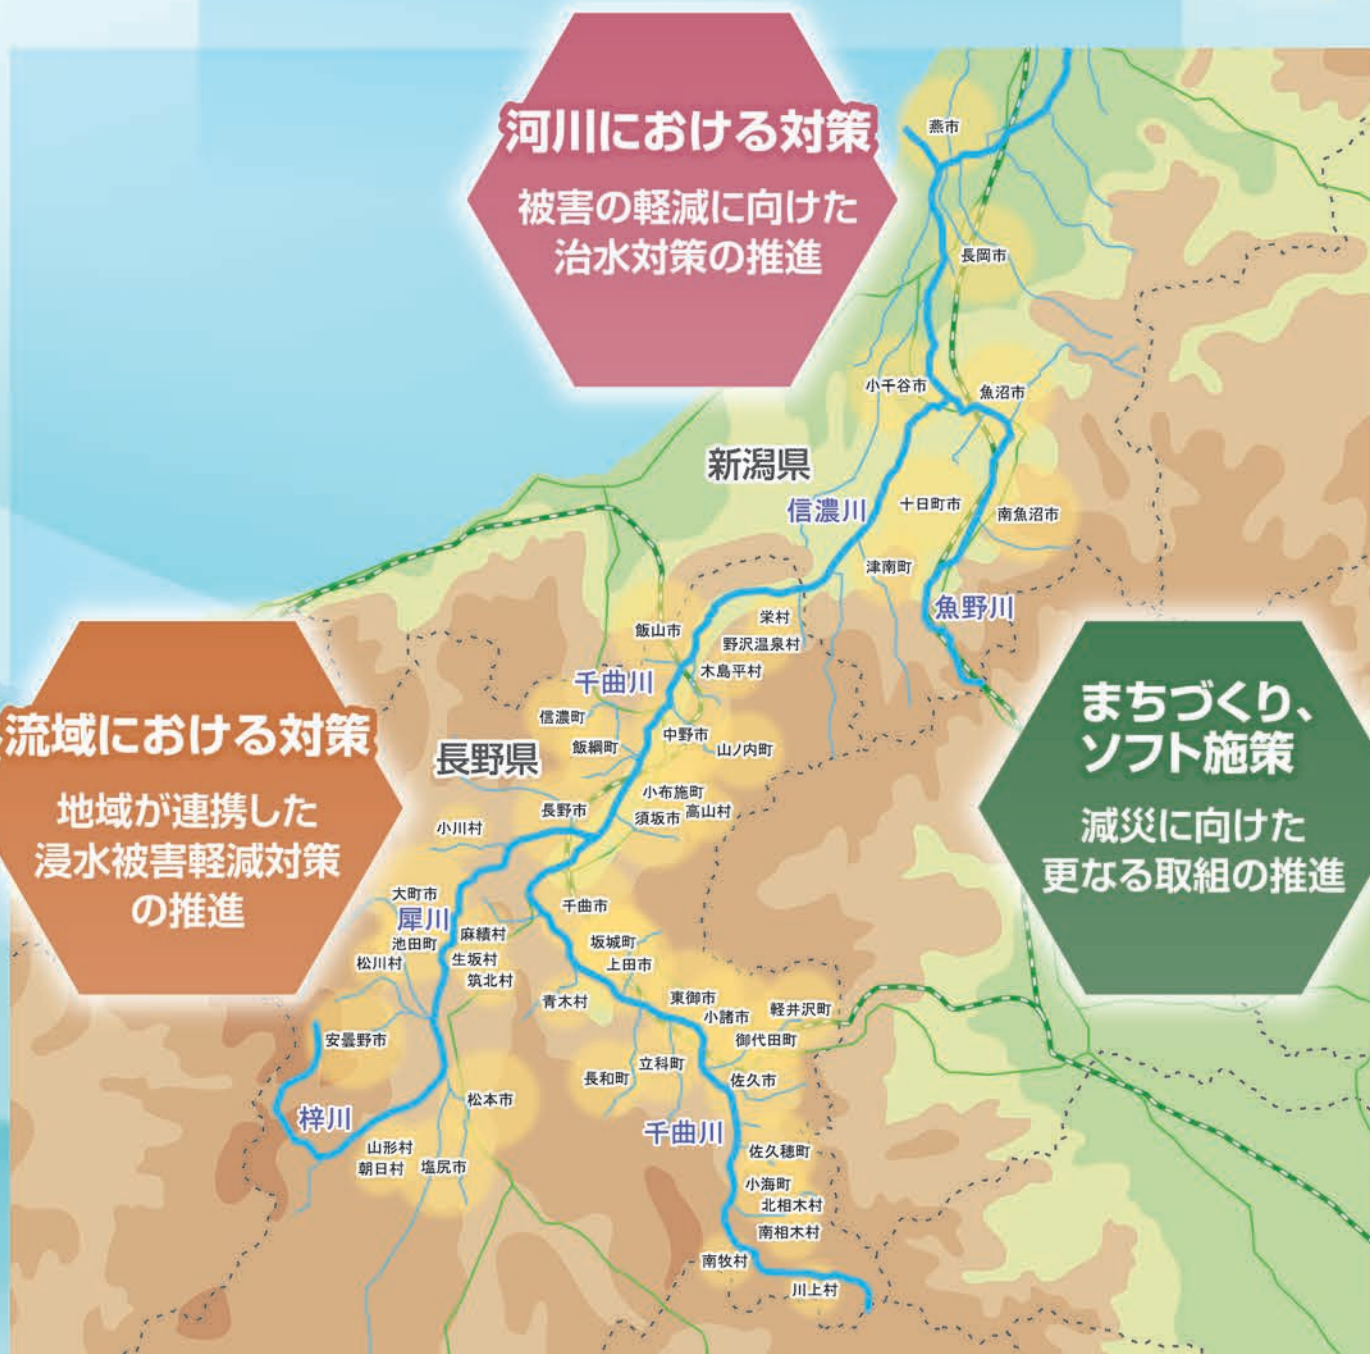 河川における対策
被害の軽減に向けた
治水対策の推進
燕市
長岡市
小千谷市
魚沼市
新潟県
信濃川
十日町市
南魚沼市
津南町
魚野川
栄村
飯山市
野沢温泉村
木島平村
千曲川
信濃町
中野市
飯綱町
山ノ内町
長野県
小布施町
長野市
須坂市
高山村
小川村
流域における対策
地域が連携した
浸水被害軽減対策
の推進
まちづくり、
ソフト施策
減災に向けた
更なる取組の推進
大町市
犀川
千曲市
麻績村
池田町
坂城町
生坂村
松川村
上田市
筑北村
青木村
東御市
小諸市
軽井沢町
安曇野市
御代田町
立科町
長和町
佐久市
松本市
梓川
千曲川
山形村
朝日村
塩尻市
佐久穂町
小海町
北相木村
南相木村
南牧村
川上村